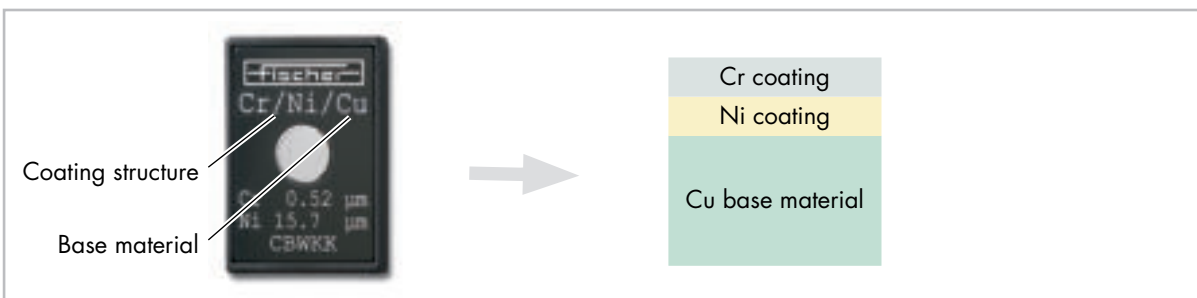 fischer
Cr/Ni/Cu
Cr 0.52 µm
Ni 15.7 µm
CBWKK
Coating structure
Base material
Cr coating
Ni coating
Cu base material